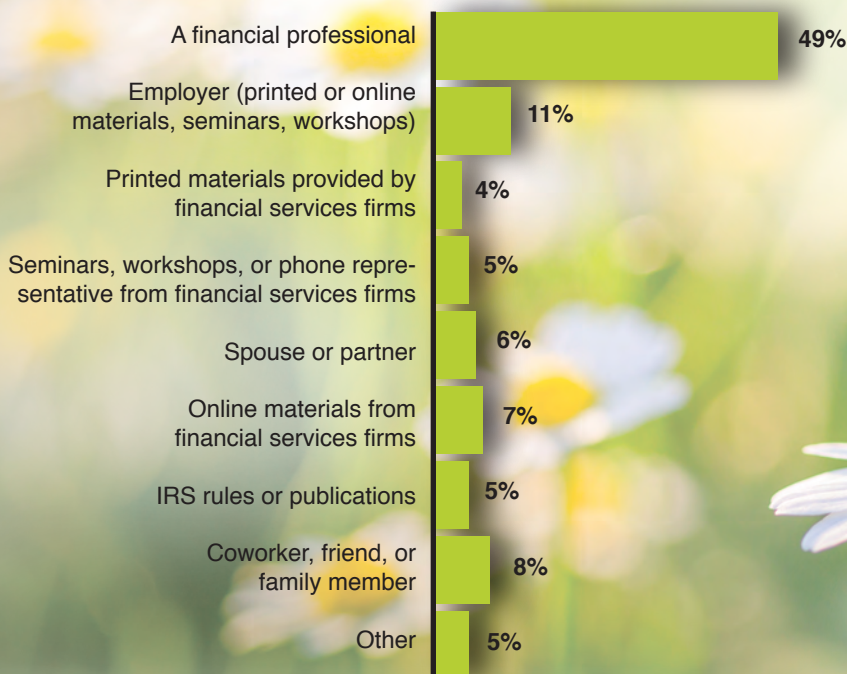 A financial professional
49%
Employer (printed or online
materials, seminars, workshops)
11%
Printed materials provided by
financial services firms
4%
Seminars, workshops, or phone repre-
sentative from financial services firms
5%
Spouse or partner
6%
Online materials from
financial services firms
7%
IRS rules or publications
5%
Coworker, friend, or
family member
8%
Other
5%